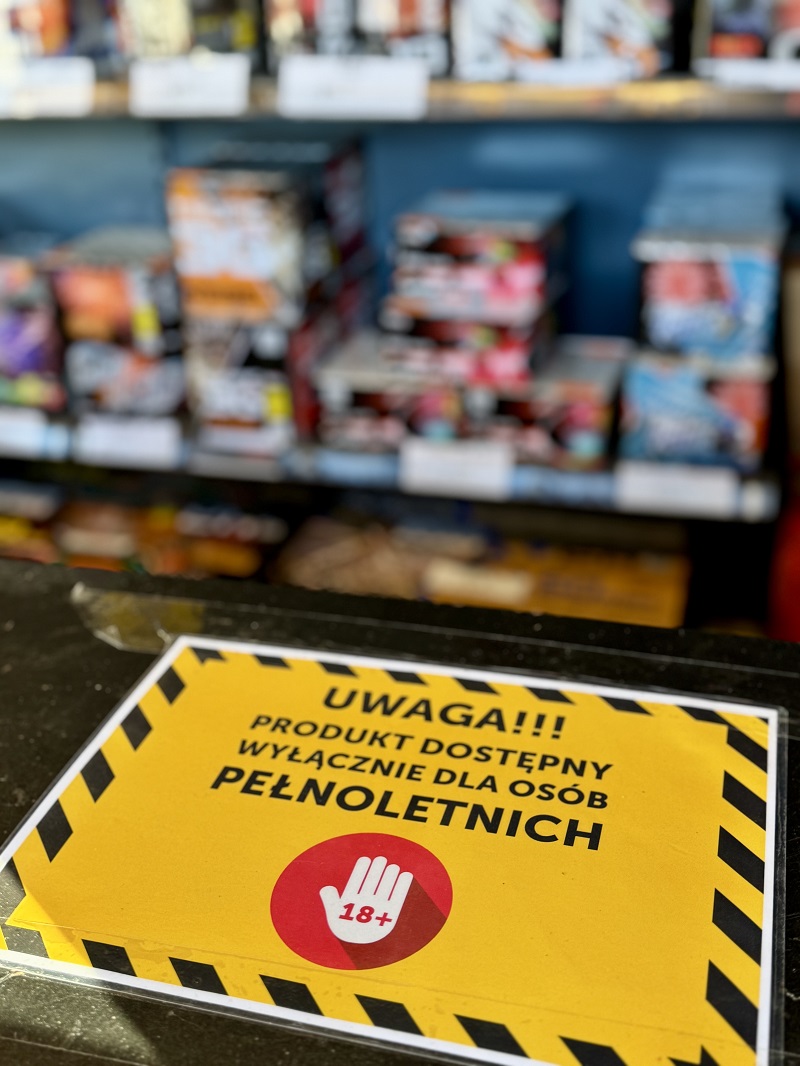 UWAGA!!!
PRODUKT DOSTĘPNY
WYŁĄCZNIE DLA OSÓB
PEŁNOLETNICH
18+